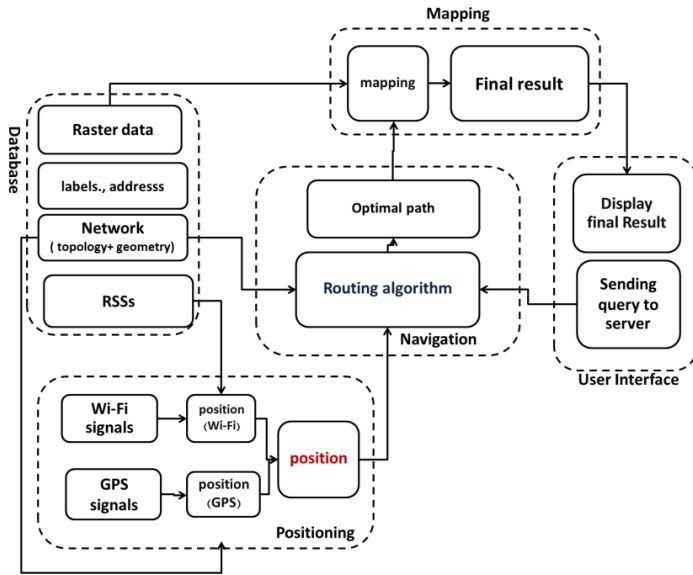 Mapping
mapping
Final result
Database
Raster data
labels., addresss
Network
( topology+ geometry)
RSSs
Optimal path
Routing algorithm
Navigation
Display
final Result
Sending
query to
server
User Interface
Wi-Fi
signals
position
(Wi-Fi)
position
GPS
signals
position
(GPS)
Positioning